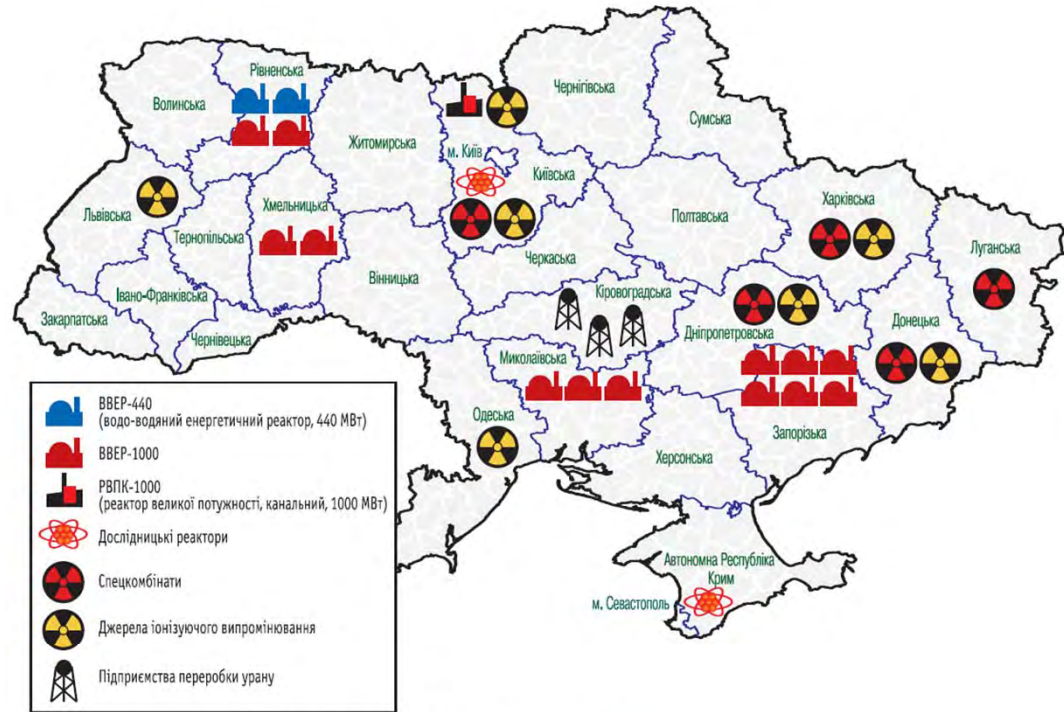 Рівненська
Волинська
Чернігівська
Сумська
Житомирська
м. Київ
Київська
Львівська
Хмельницька
Тернопільська
Полтавська
Харківська
Луганська
Черкаська
Вінницька
Івано-Франківська
Закарпатська
Чернівецька
Кіровоградська
Дніпропетровська
Донецька
Миколаївська
Одеська
Запорізька
Херсонська
Автономна Республіка
Крим
м. Севастополь
ВВЕР-440
(водо-водяний енергетичний реактор, 440 МВт)
ВВЕР-1000
РВПК-1000
(реактор великої потужності, канальний, 1000 МВт)
Дослідницькі реактори
Спецкомбінати
Джерела іонізуючого випромінювання
Підприємства переробки урану